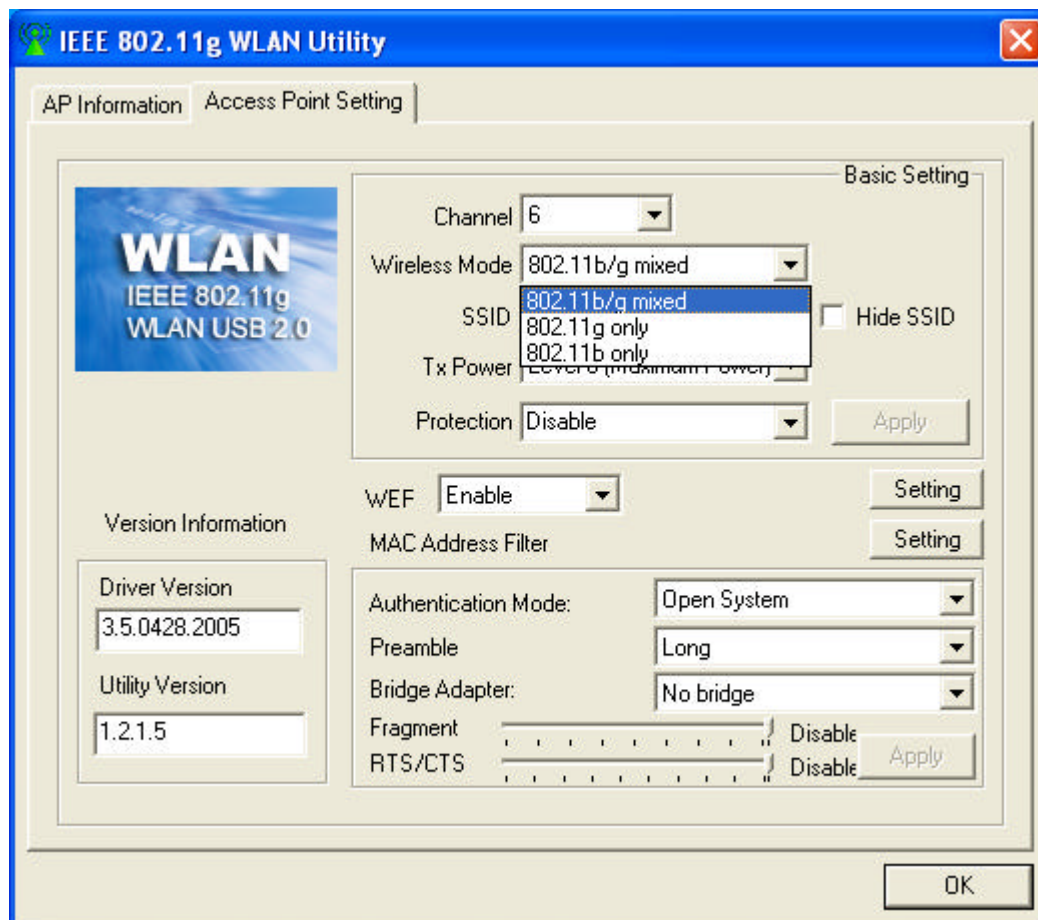 IEEE 802.11g WLAN Utility
AP Information
Access Point Setting
Basic Setting
WLAN
IEEE 802.11g
WLAN USB 2.0
Channel 6
Wireless Mode 802.11b/g mixed
SSID
802.11b/g mixed
802.11g only
802.11b only
Hide SSID
Tx Power (Maximum Power)
Protection Disable
Apply
WEF Enable
Setting
MAC Address Filter
Setting
Version Information
Driver Version
3.5.0428.2005
Utility Version
1.2.1.5
Authentication Mode: Open System
Preamble Long
Bridge Adapter: No bridge
Fragment Disable
RTS/CTS Disable
Apply
OK